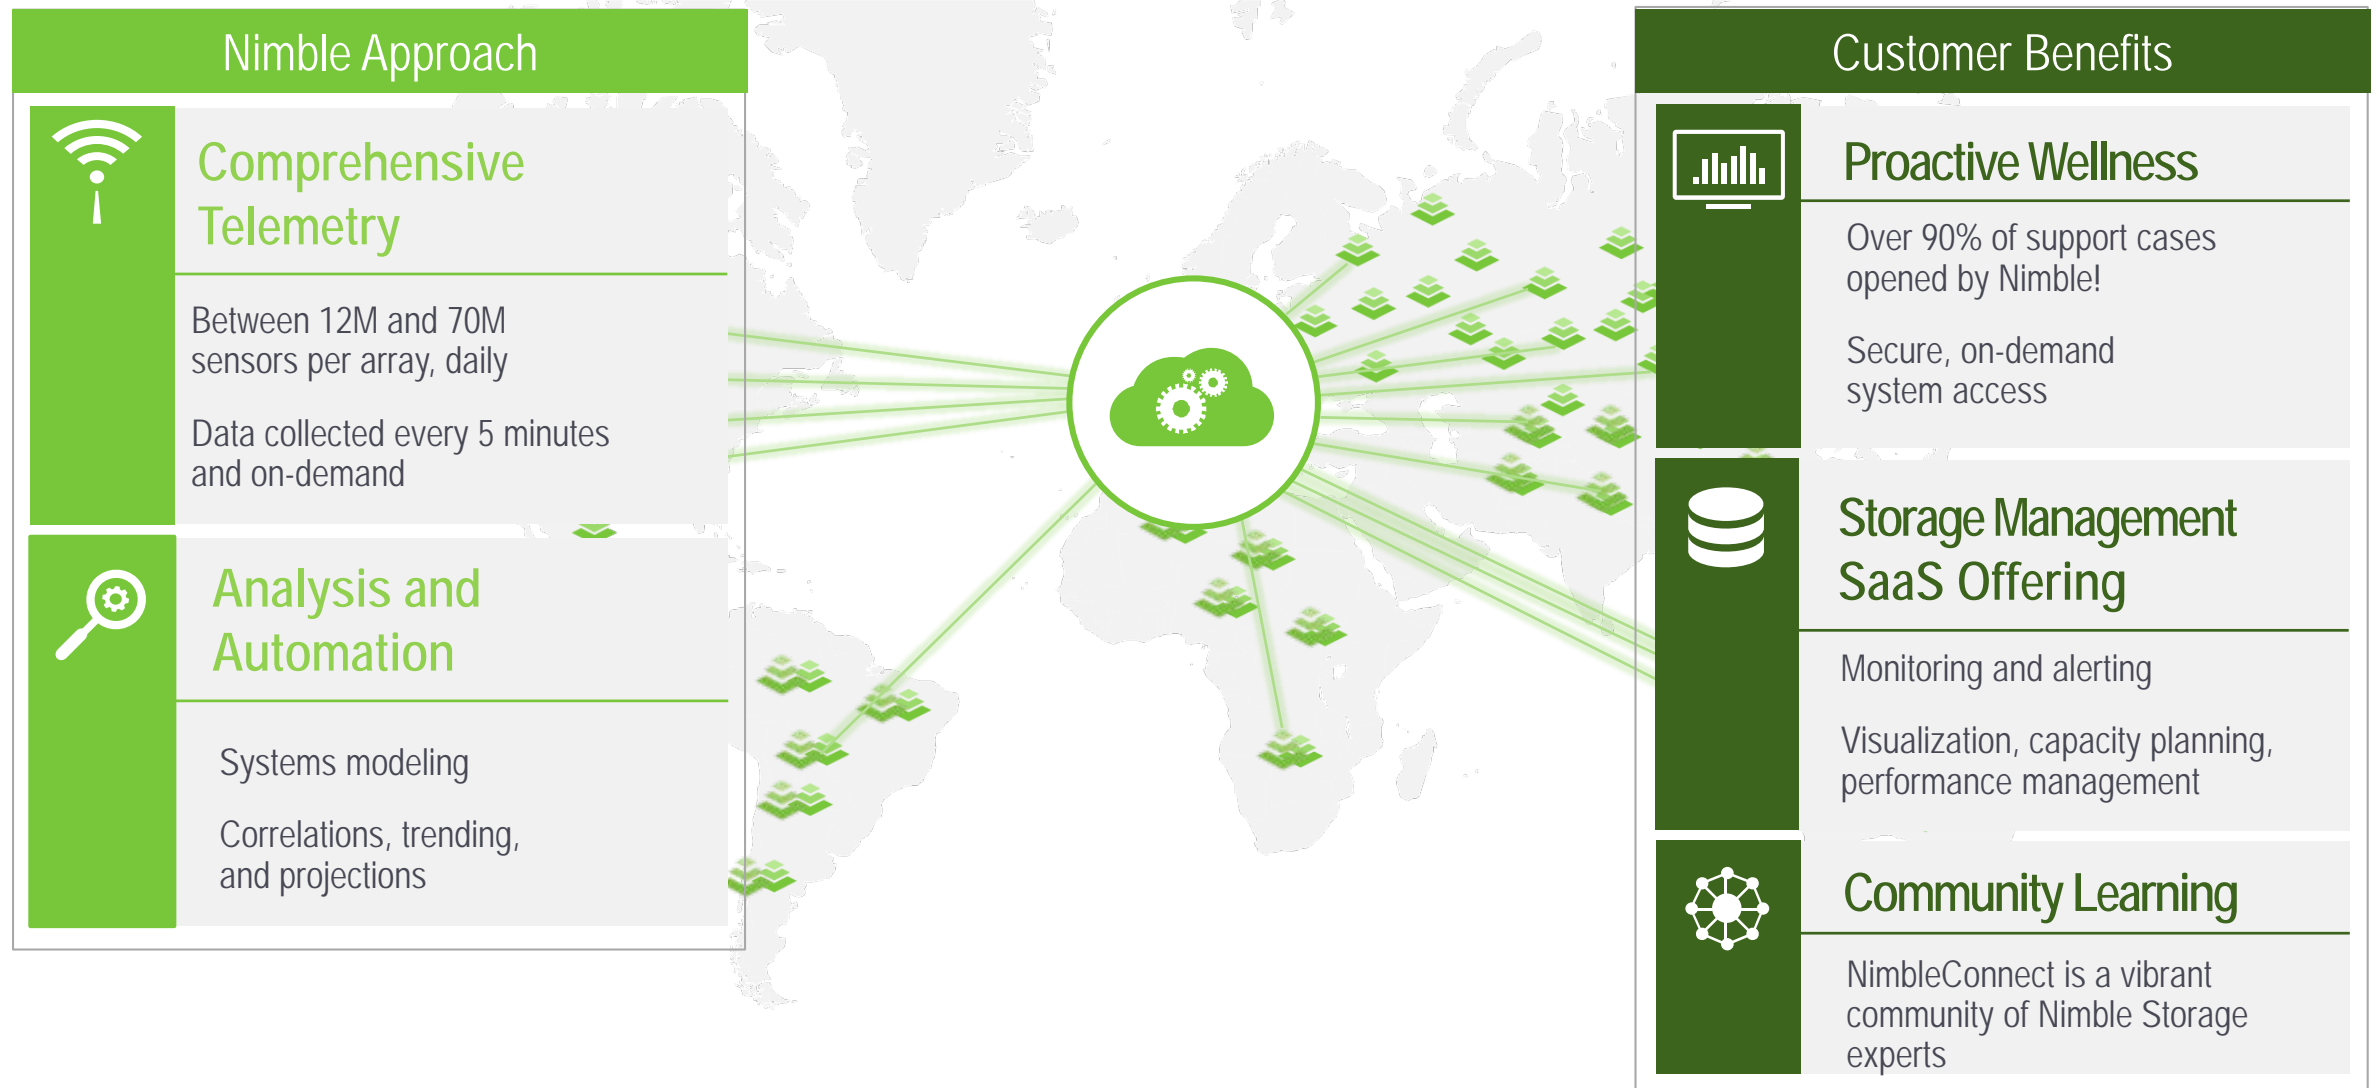 Nimble Approach
Comprehensive
Telemetry
Between 12M and 70M
sensors per array, daily
Data collected every 5 minutes
and on-demand
Analysis and
Automation
Systems modeling
Correlations, trending,
and projections
Customer Benefits
Proactive Wellness
Over 90% of support cases
opened by Nimble!
Secure, on-demand
system access
Storage Management
SaaS Offering
Monitoring and alerting
Visualization, capacity planning,
performance management
Community Learning
NimbleConnect is a vibrant
community of Nimble Storage
experts